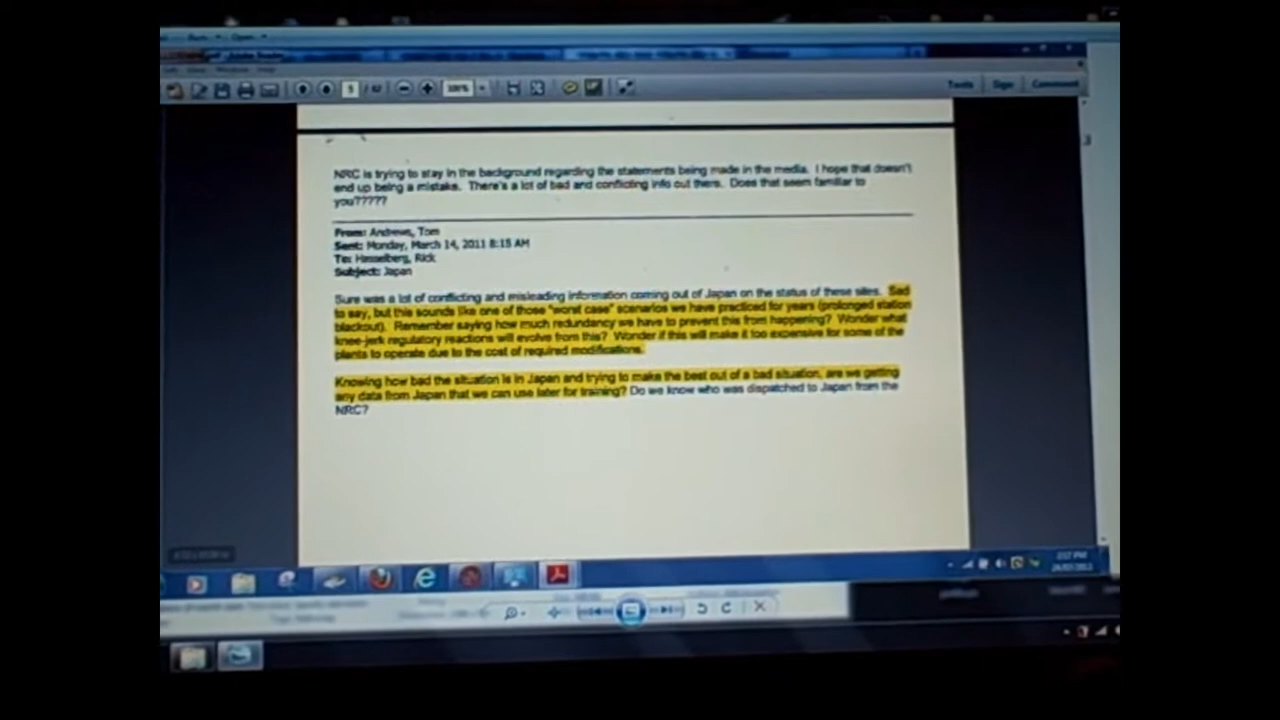 Tools Sign Comment
100%
NRC is trying to stay in the background regarding the statements being made in the media. I hope that doesn't
end up being a mistake. There's a lot of bad and conflicting info out there. Does that seem familiar to
you?????
From: Andrews, Tom
Sent: Monday, March 14, 2011 8:15 AM
To: Hasselberg, Rick
Subject: Japan
Sure was a lot of conflicting and misleading information coming out of Japan on the status of these sites. Sad
to say, but this sounds like one of those "worst case" scenarios we have practiced for years (prolonged station
blackout). Remember saying how much redundancy we have to prevent this from happening? Wonder what
knee-jerk regulatory reactions will evolve from this? Wonder if this will make it too expensive for some of the
plants to operate due to the cost of required modifications.
Knowing how bad the situation is in Japan and trying to make the best out of a bad situation, are we getting
any data from Japan that we can use later for training? Do we know who was dispatched to Japan from the
NRC?